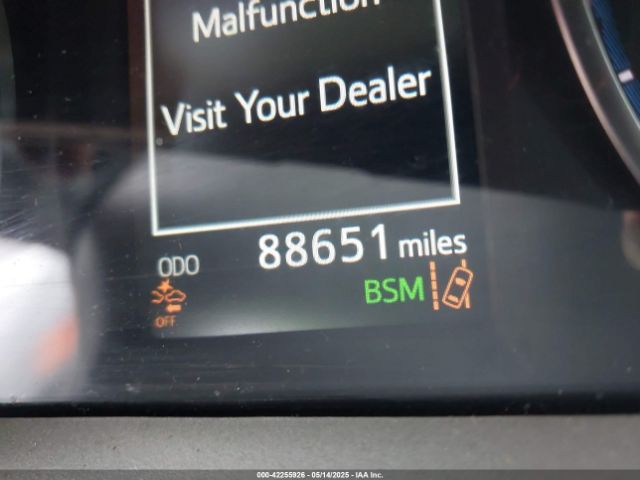 Malfunction
Visit Your Dealer
ODO 88651 miles
OFF BSM
000-42255926 - 05/14/2025 - IAA Inc.